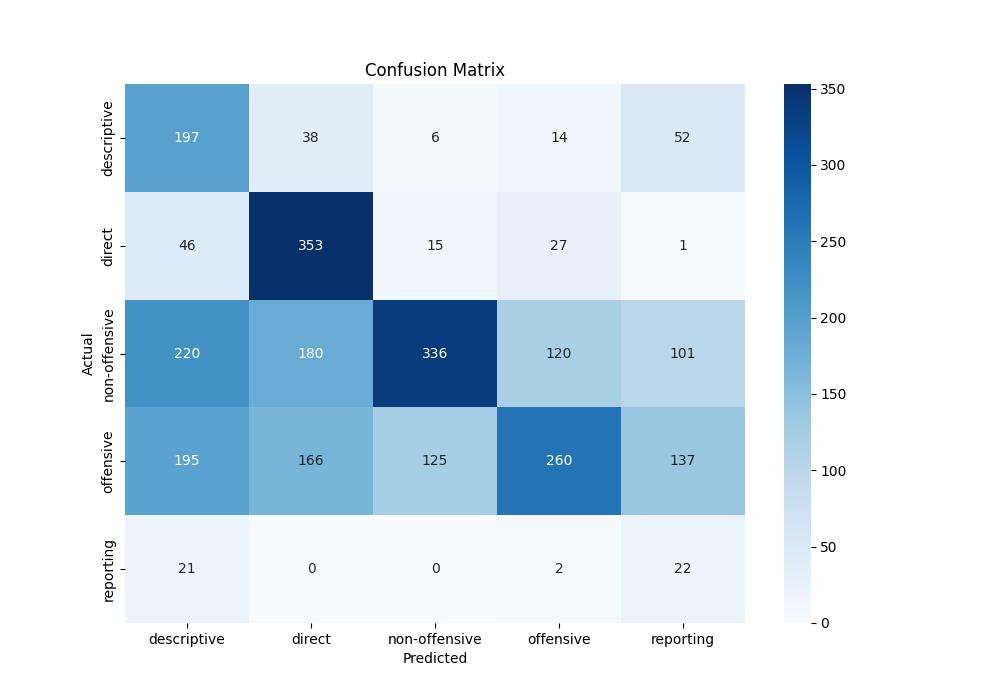 Confusion Matrix
Actual
descriptive
197 38 6 14 52
direct
46 353 15 27 1
non-offensive
220 180 336 120 101
offensive
195 166 125 260 137
reporting
21 0 0 2 22
descriptive direct non-offensive offensive reporting
Predicted
350
300
250
200
150
100
50
0